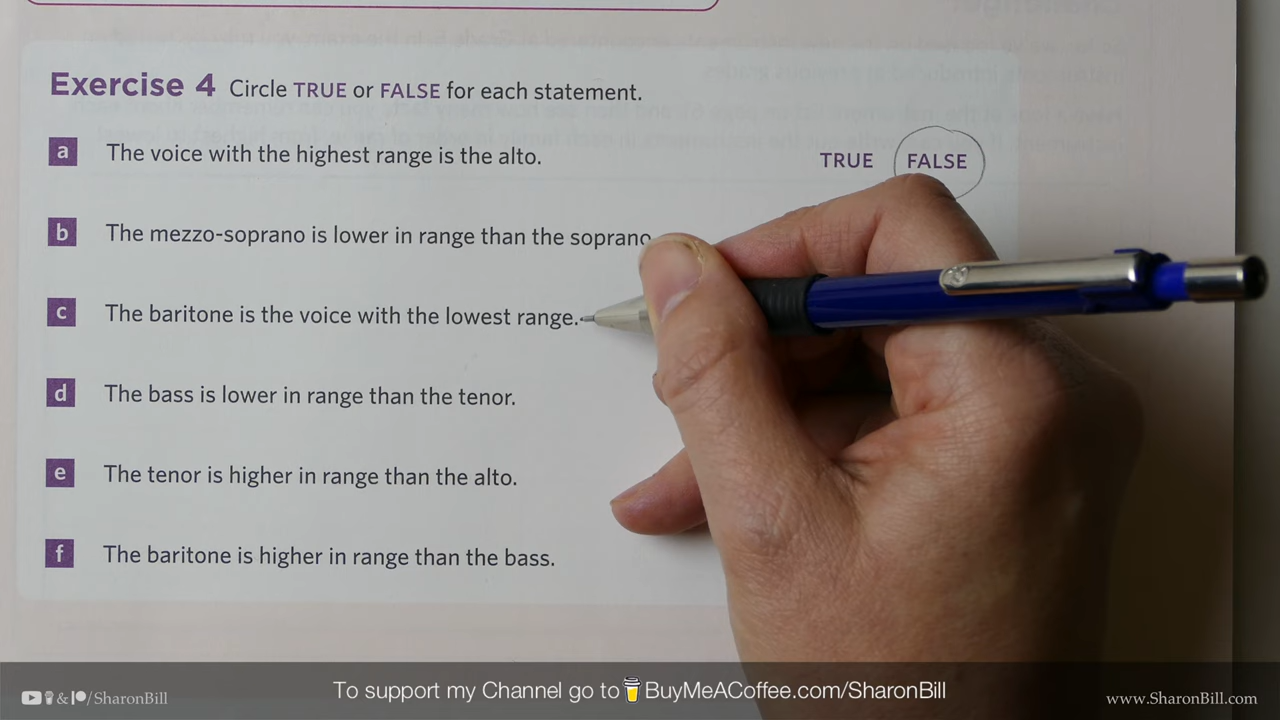 Exercise 4 Circle TRUE or FALSE for each statement.
a The voice with the highest range is the alto. TRUE FALSE
b The mezzo-soprano is lower in range than the soprano
c The baritone is the voice with the lowest range.
d The bass is lower in range than the tenor.
e The tenor is higher in range than the alto.
f The baritone is higher in range than the bass.
To support my Channel go to BuyMeACoffee.com/SharonBill
& /SharonBill
www.SharonBill.com